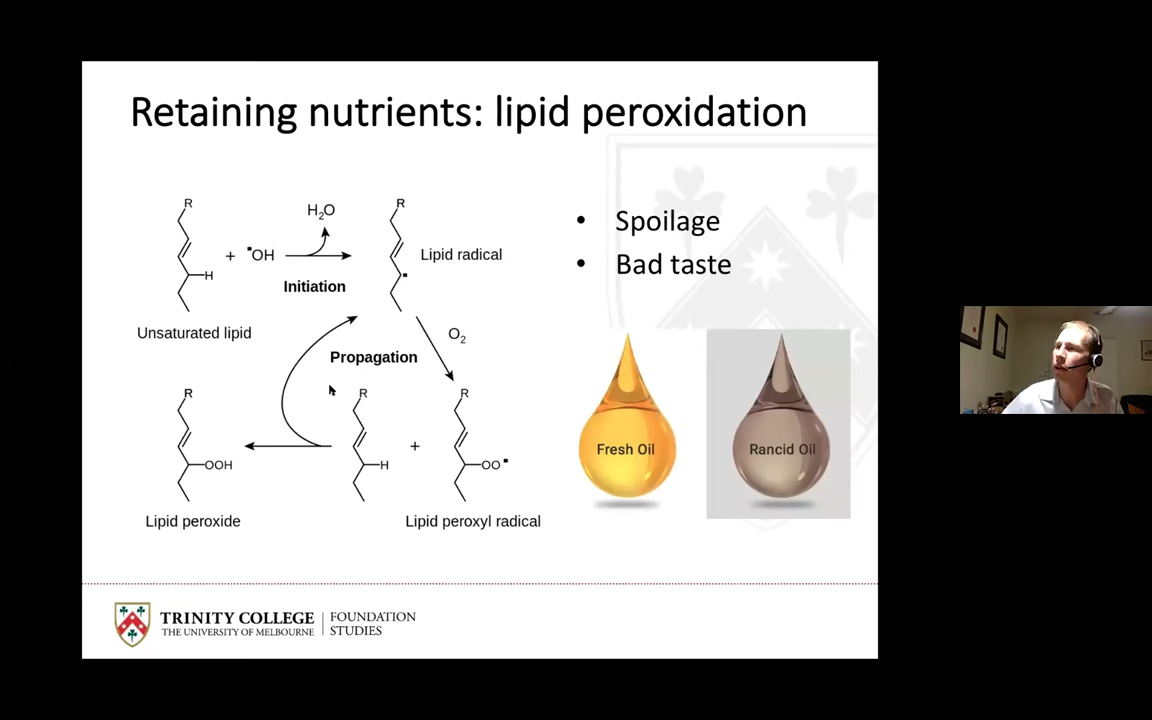 Retaining nutrients: lipid peroxidation
R
H
Unsaturated lipid
+
•OH
H₂O
Initiation
R
Lipid radical
O₂
Propagation
R
OOH
Lipid peroxide
R
H
+
R
OO•
Lipid peroxyl radical
• Spoilage
• Bad taste
Fresh Oil
Rancid Oil
TRINITY COLLEGE
THE UNIVERSITY OF MELBOURNE
FOUNDATION
STUDIES